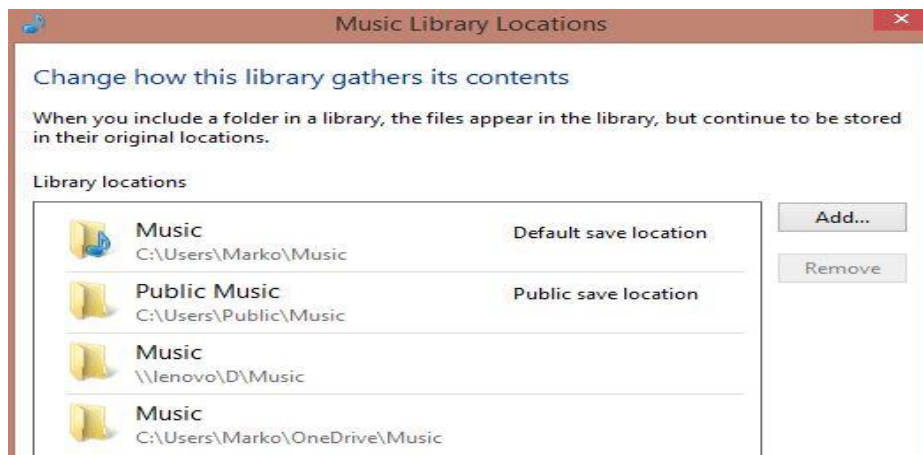 Music Library Locations
Change how this library gathers its contents
When you include a folder in a library, the files appear in the library, but continue to be stored
in their original locations.
Library locations
Music Default save location
C:\Users\Marko\Music
Public Music Public save location
C:\Users\Public\Music
Music
\\lenovo\D\Music
Music
C:\Users\Marko\OneDrive\Music
Add...
Remove